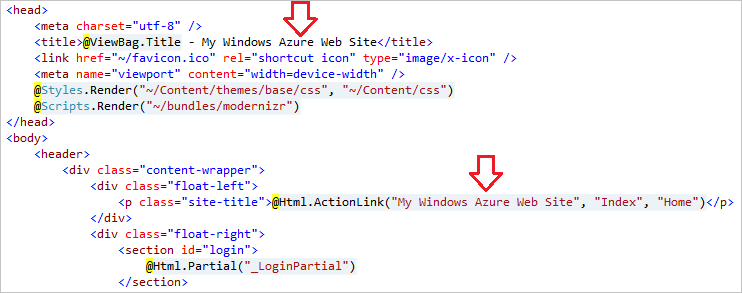 <head>
    <meta charset="utf-8" />
    <title>@ViewBag.Title - My Windows Azure Web Site</title>
    <link href="~/favicon.ico" rel="shortcut icon" type="image/x-icon" />
    <meta name="viewport" content="width=device-width" />
    @Styles.Render("~/Content/themes/base/css", "~/Content/css")
    @Scripts.Render("~/bundles/modernizr")
</head>
<body>
    <header>
        <div class="content-wrapper">
            <div class="float-left">
                <p class="site-title">@Html.ActionLink("My Windows Azure Web Site", "Index", "Home")</p>
            </div>
            <div class="float-right">
                <section id="login">
                    @Html.Partial("_LoginPartial")
                </section>